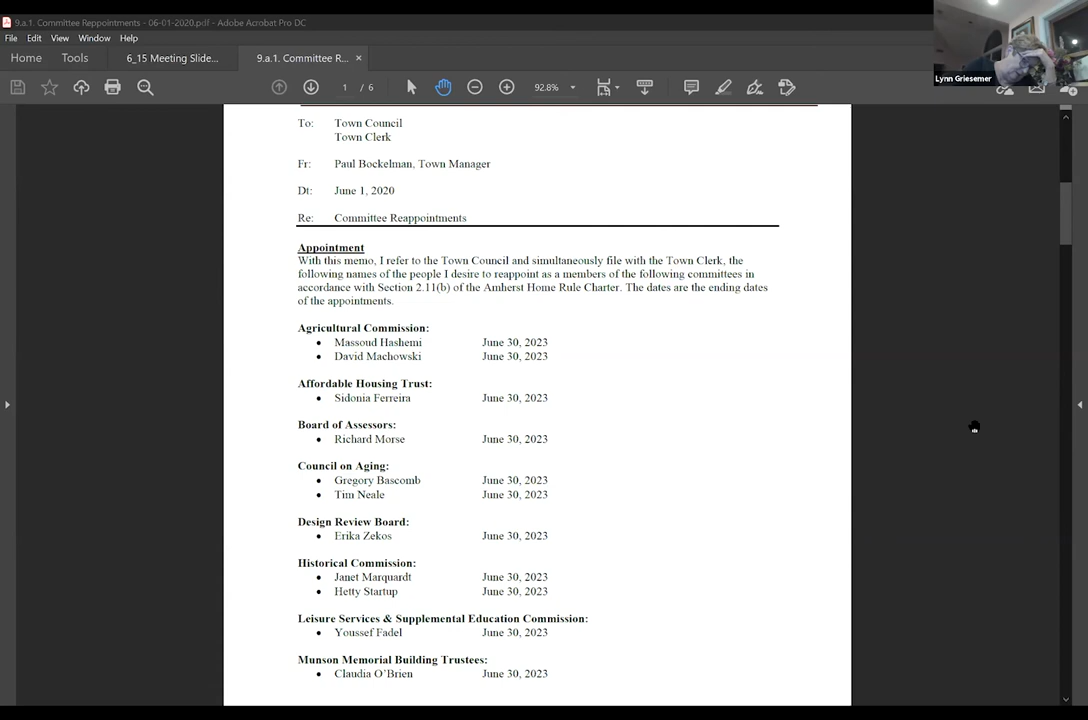 9.a.1. Committee Reppointments - 06-01-2020.pdf - Adobe Acrobat Pro DC
File Edit View Window Help
Home Tools 6_15 Meeting Slide... 9.a.1. Committee R... ×
1 / 6 92.8%
Lynn Griesemer
To: Town Council
Town Clerk
Fr: Paul Bockelman, Town Manager
Dt: June 1, 2020
Re: Committee Reappointments
Appointment
With this memo, I refer to the Town Council and simultaneously file with the Town Clerk, the
following names of the people I desire to reappoint as a members of the following committees in
accordance with Section 2.11(b) of the Amherst Home Rule Charter. The dates are the ending dates
of the appointments.
Agricultural Commission:
• Massoud Hashemi June 30, 2023
• David Machowski June 30, 2023
Affordable Housing Trust:
• Sidonia Ferreira June 30, 2023
Board of Assessors:
• Richard Morse June 30, 2023
Council on Aging:
• Gregory Bascomb June 30, 2023
• Tim Neale June 30, 2023
Design Review Board:
• Erika Zekos June 30, 2023
Historical Commission:
• Janet Marquardt June 30, 2023
• Hetty Startup June 30, 2023
Leisure Services & Supplemental Education Commission:
• Youssef Fadel June 30, 2023
Munson Memorial Building Trustees:
• Claudia O'Brien June 30, 2023